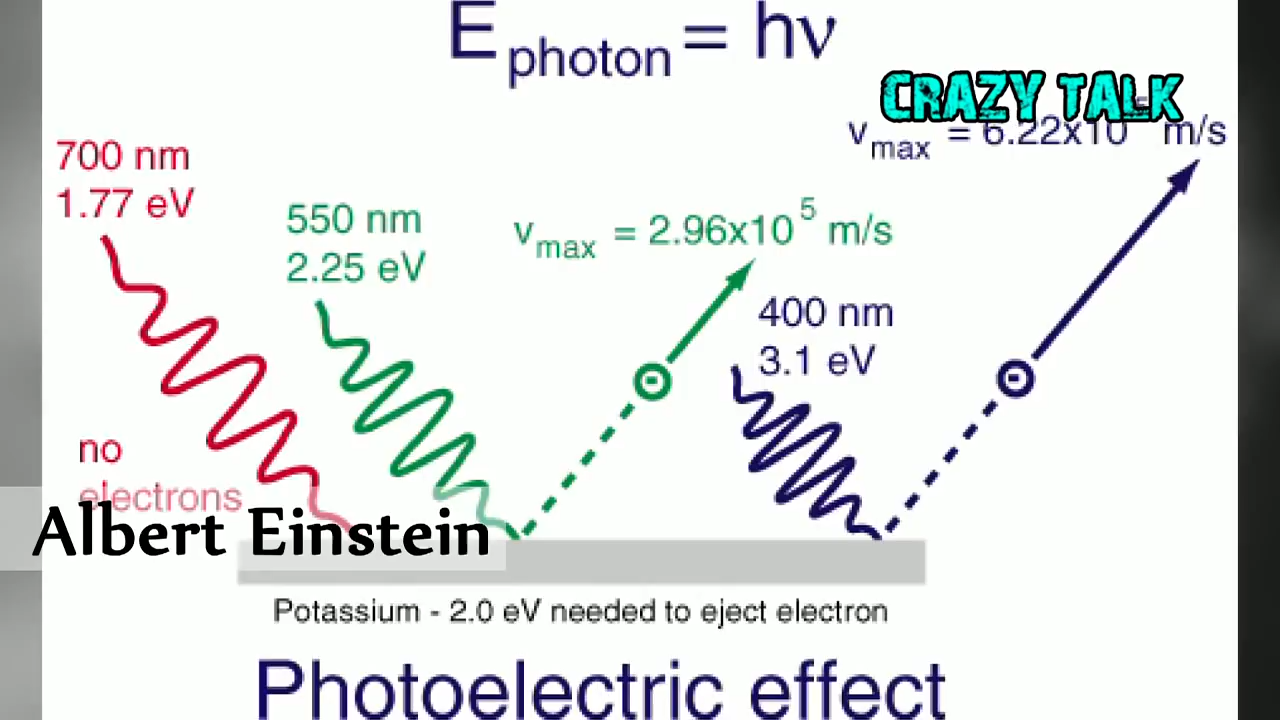 E photon = hν
CRAZY TALK
v max = 6.22x10 m/s
700 nm
1.77 eV
550 nm
2.25 eV
v max = 2.96x10 5 m/s
400 nm
3.1 eV
no
electrons
Albert Einstein
Potassium - 2.0 eV needed to eject electron
Photoelectric effect